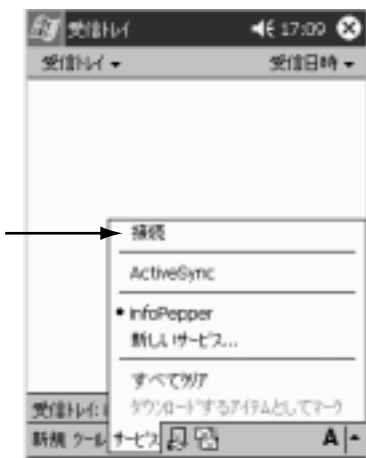 受信トレイ 17:09
受信トレイ 受信日時
接続
ActiveSync
infoPepper
新しいサービス...
すべてクリア
ダウンロードするアイテムとしてマーク
受信トレイ:
新規 ツール サービス A